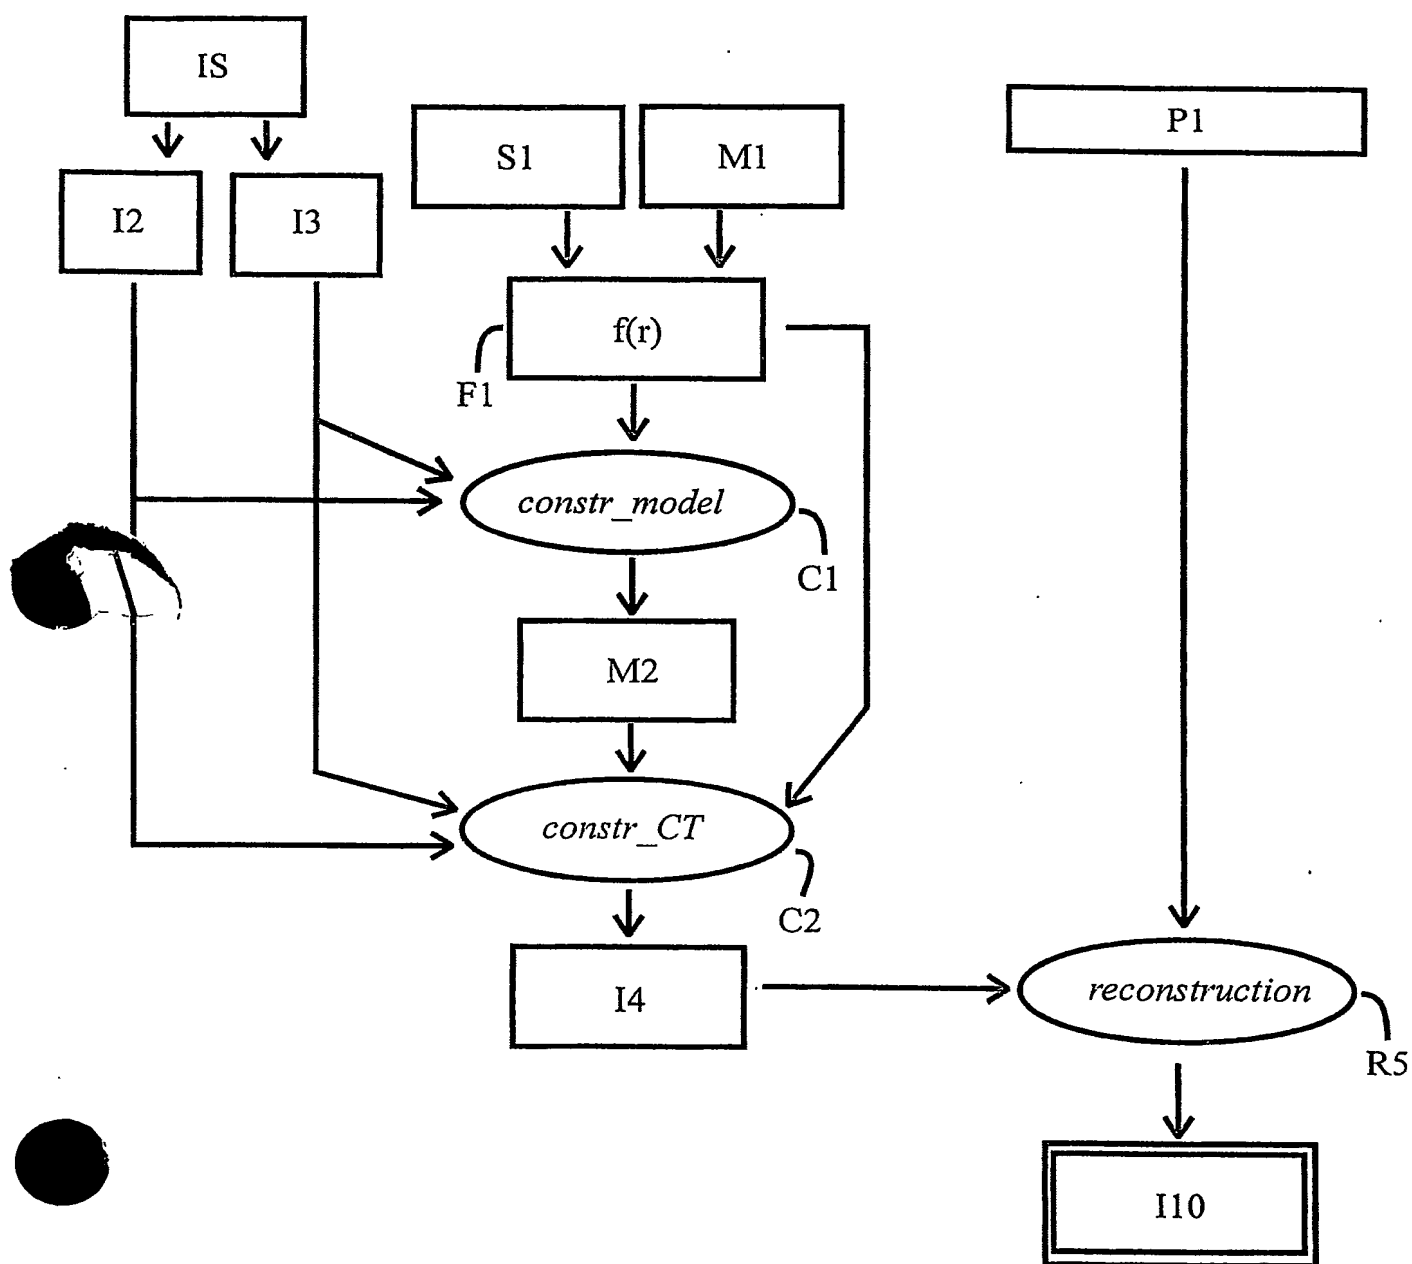 IS
P1
S1
M1
I2
I3
f(r)
F1
constr_model
C1
M2
constr_CT
C2
I4
reconstruction
R5
I10